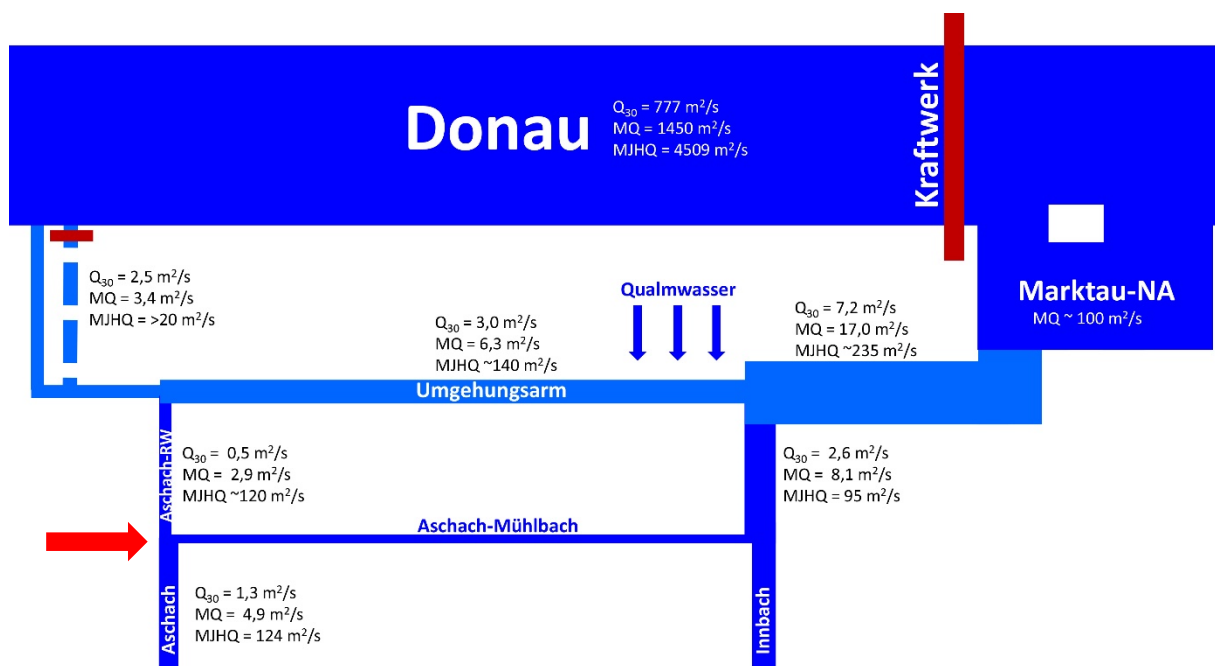 Donau
Q₃₀ = 777 m²/s
MQ = 1450 m²/s
MJHQ = 4509 m²/s
Kraftwerk
Q₃₀ = 2,5 m²/s
MQ = 3,4 m²/s
MJHQ = >20 m²/s
Qualmwasser
Marktau-NA
MQ ~ 100 m²/s
Q₃₀ = 3,0 m²/s
MQ = 6,3 m²/s
MJHQ ~140 m²/s
Q₃₀ = 7,2 m²/s
MQ = 17,0 m²/s
MJHQ ~235 m²/s
Umgehungsarm
Aschach-RW
Q₃₀ = 0,5 m²/s
MQ = 2,9 m²/s
MJHQ ~120 m²/s
Q₃₀ = 2,6 m²/s
MQ = 8,1 m²/s
MJHQ = 95 m²/s
Aschach-Mühlbach
Aschach
Q₃₀ = 1,3 m²/s
MQ = 4,9 m²/s
MJHQ = 124 m²/s
Innbach